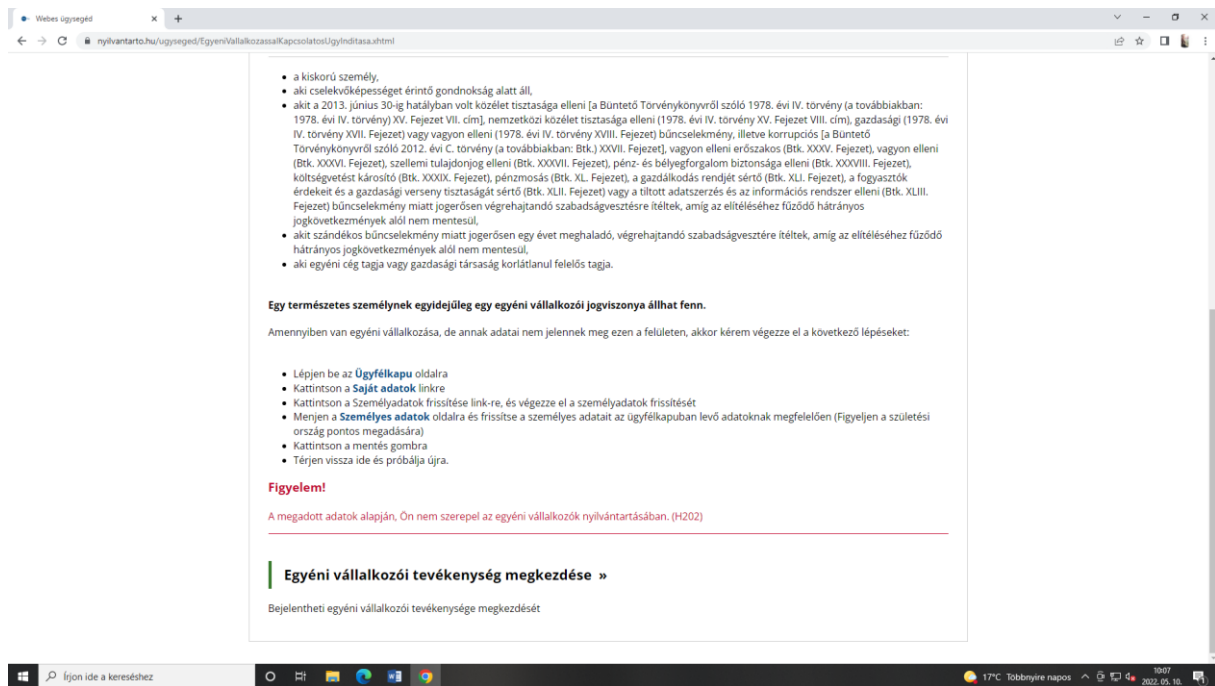 Webes ügysegéd
nyilvantarto.hu/ugyseged/EgyeniVallalkozassalKapcsolatosUgyInditasa.xhtml
a kiskorú személy,
aki cselekvőképességet érintő gondnokság alatt áll,
akit a 2013. június 30-ig hatályban volt közélet tisztasága elleni [a Büntető Törvénykönyvről szóló 1978. évi IV. törvény (a továbbiakban:
1978. évi IV. törvény) XV. Fejezet VII. cím], nemzetközi közélet tisztasága elleni (1978. évi IV. törvény XV. Fejezet VIII. cím), gazdasági (1978. évi
IV. törvény XVII. Fejezet) vagy vagyon elleni (1978. évi IV. törvény XVIII. Fejezet) bűncselekmény, illetve korrupciós [a Büntető
Törvénykönyvről szóló 2012. évi C. törvény (a továbbiakban: Btk.) XXVII. Fejezet], vagyon elleni erőszakos (Btk. XXXV. Fejezet), vagyon elleni
(Btk. XXXVI. Fejezet), szellemi tulajdonjog elleni (Btk. XXXVII. Fejezet), pénz- és bélyegforgalom biztonsága elleni (Btk. XXXVIII. Fejezet),
költségvetést károsító (Btk. XXXIX. Fejezet), pénzmosás (Btk. XL. Fejezet), a gazdálkodás rendjét sértő (Btk. XLI. Fejezet), a fogyasztók
érdekeit és a gazdasági verseny tisztaságát sértő (Btk. XLII. Fejezet) vagy a tiltott adatszerzés és az információs rendszer elleni (Btk. XLIII.
Fejezet) bűncselekmény miatt jogerősen végrehajtandó szabadságvesztésre ítéltek, amíg az elítéléséhez fűződő hátrányos
jogkövetkezmények alól nem mentesül,
akit szándékos bűncselekmény miatt jogerősen egy évet meghaladó, végrehajtandó szabadságvesztére ítéltek, amíg az elítéléséhez fűződő
hátrányos jogkövetkezmények alól nem mentesül,
aki egyéni cég tagja vagy gazdasági társaság korlátlanul felelős tagja.
Egy természetes személynek egyidejűleg egy egyéni vállalkozói jogviszonya állhat fenn.
Amennyiben van egyéni vállalkozása, de annak adatai nem jelennek meg ezen a felületen, akkor kérem végezze el a következő lépéseket:
Lépjen be az Ügyfélkapu oldalra
Kattintson a Saját adatok linkre
Kattintson a Személyadatok frissítése link-re, és végezze el a személyadatok frissítését
Menjen a Személyes adatok oldalra és frissítse a személyes adatait az ügyfélkapuban levő adatoknak megfelelően (Figyeljen a születési
ország pontos megadására)
Kattintson a mentés gombra
Térjen vissza ide és próbálja újra.
Figyelem!
A megadott adatok alapján, Ön nem szerepel az egyéni vállalkozók nyilvántartásában. (H202)
Egyéni vállalkozói tevékenység megkezdése »
Bejelentheti egyéni vállalkozói tevékenysége megkezdését
Írjon ide a kereséshez
17°C Többnyire napos
10:07
2022. 05. 10.